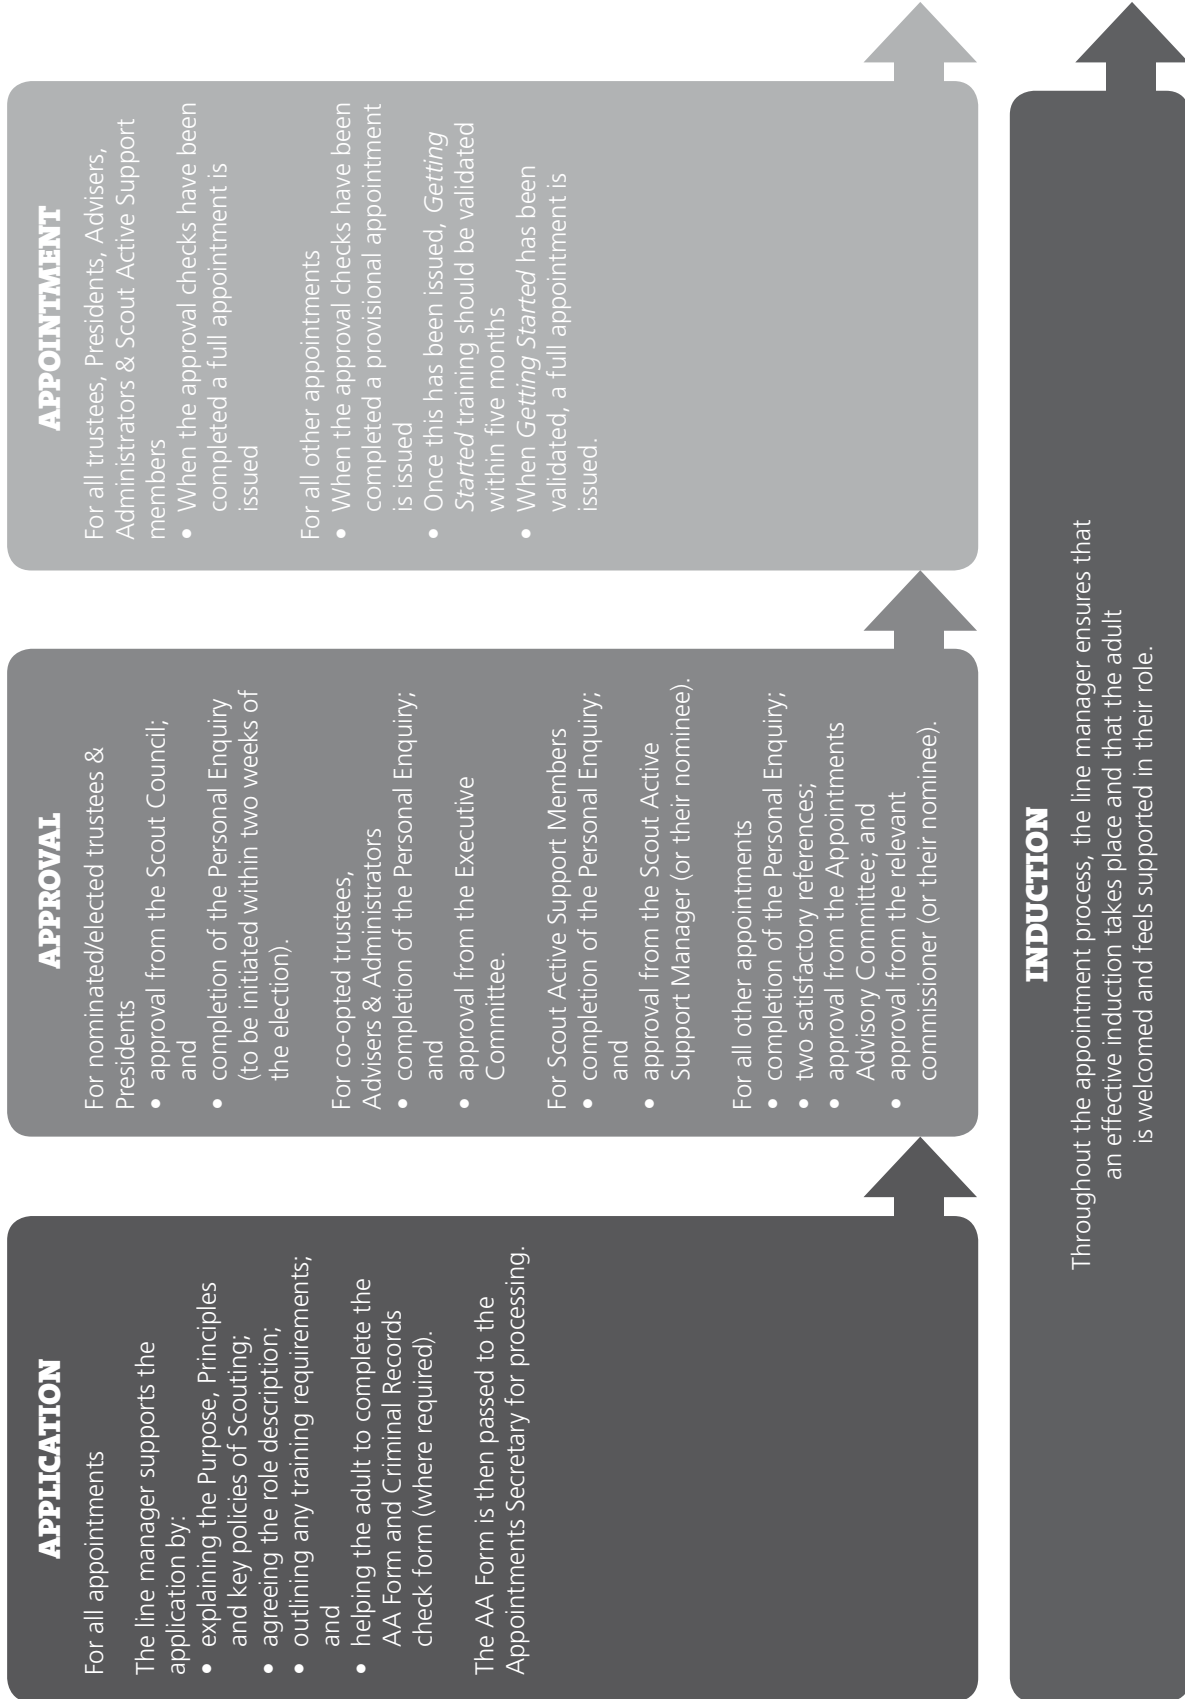 APPLICATION
For all appointments
The line manager supports the
application by:
• explaining the Purpose, Principles
and key policies of Scouting;
• agreeing the role description;
• outlining any training requirements;
and
• helping the adult to complete the
AA Form and Criminal Records
check form (where required).
The AA Form is then passed to the
Appointments Secretary for processing.
APPROVAL
For nominated/elected trustees &
Presidents
• approval from the Scout Council;
and
• completion of the Personal Enquiry
(to be initiated within two weeks of
the election).
For co-opted trustees,
Advisers & Administrators
• completion of the Personal Enquiry;
and
• approval from the Executive
Committee.
For Scout Active Support Members
• completion of the Personal Enquiry;
and
• approval from the Scout Active
Support Manager (or their nominee).
For all other appointments
• completion of the Personal Enquiry;
• two satisfactory references;
• approval from the Appointments
Advisory Committee; and
• approval from the relevant
commissioner (or their nominee).
APPOINTMENT
For all trustees, Presidents, Advisers,
Administrators & Scout Active Support
members
• When the approval checks have been
completed a full appointment is
issued
For all other appointments
• When the approval checks have been
completed a provisional appointment
is issued
• Once this has been issued, Getting
Started training should be validated
within five months
• When Getting Started has been
validated, a full appointment is
issued.
INDUCTION
Throughout the appointment process, the line manager ensures that
an effective induction takes place and that the adult
is welcomed and feels supported in their role.